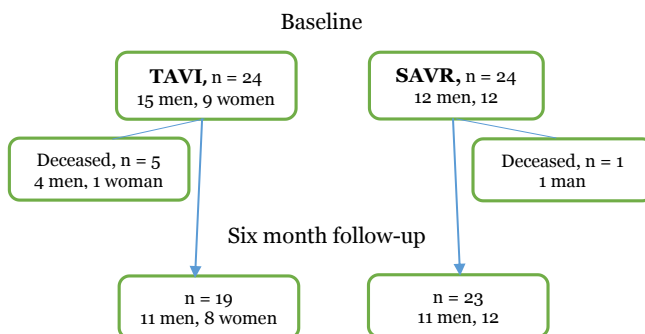 Baseline
TAVI, n = 24
15 men, 9 women
SAVR, n = 24
12 men, 12
Deceased, n = 5
4 men, 1 woman
Deceased, n = 1
1 man
Six month follow-up
n = 19
11 men, 8 women
n = 23
11 men, 12